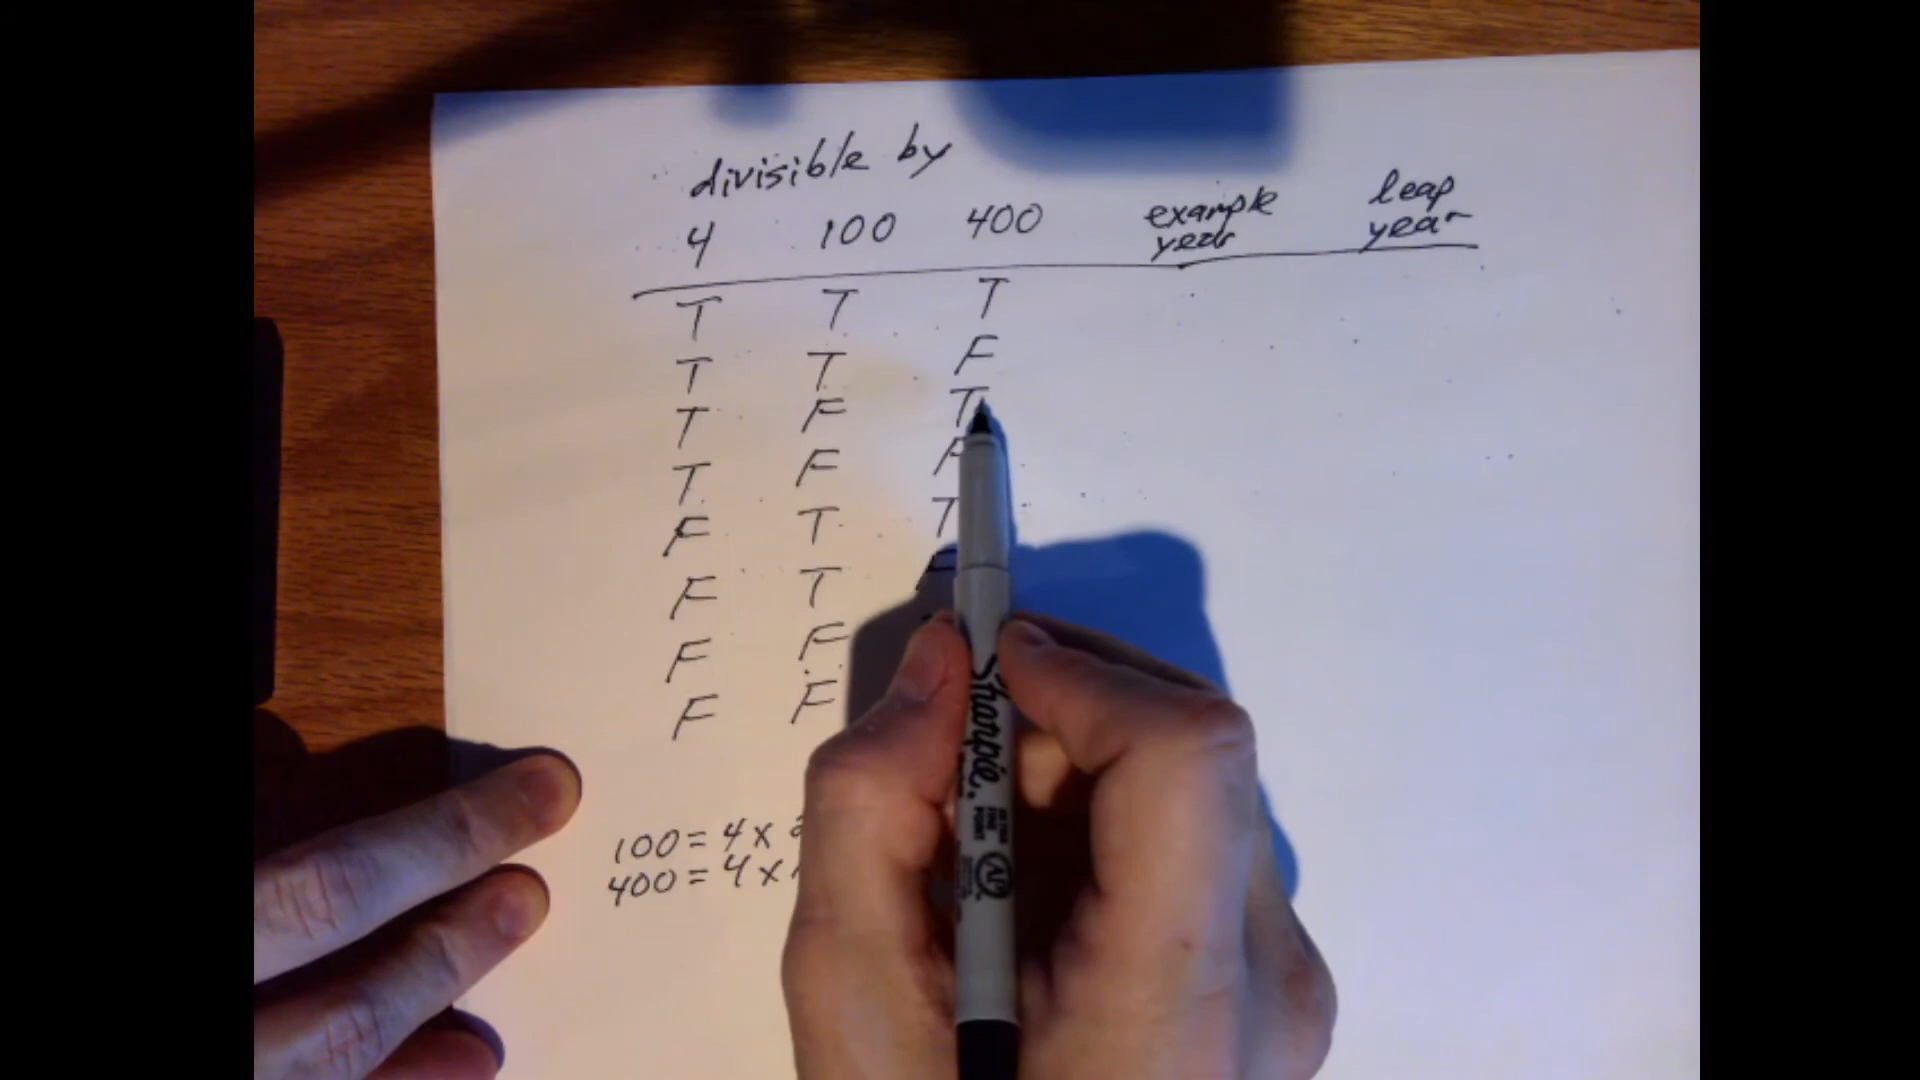 divisible by
4 100 400 example year leap year
T T T
T T F
T F T
T F F
F T T
F T F
F F
F F
100 = 4 x
400 = 4 x
Sharpie.